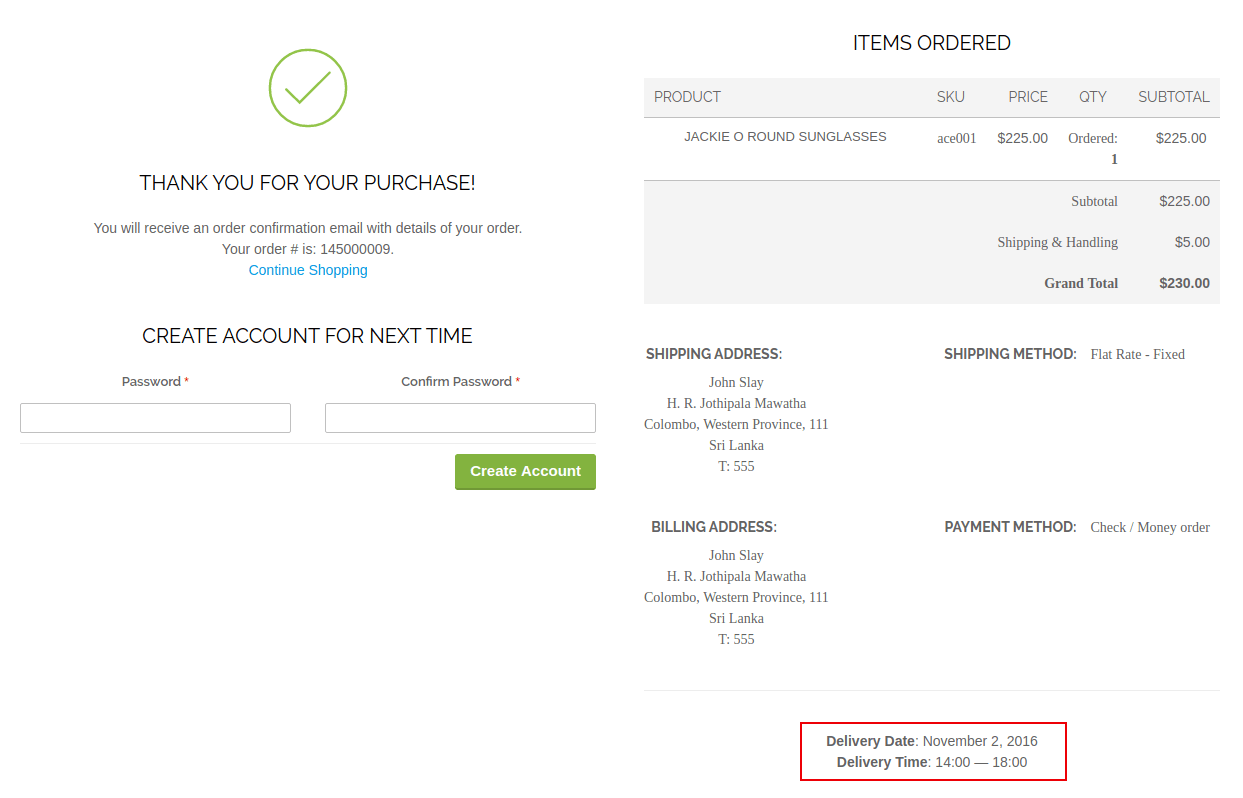 THANK YOU FOR YOUR PURCHASE!
You will receive an order confirmation email with details of your order.
Your order # is: 145000009.
Continue Shopping
CREATE ACCOUNT FOR NEXT TIME
Password * Confirm Password *
Create Account
ITEMS ORDERED
PRODUCT SKU PRICE QTY SUBTOTAL
JACKIE O ROUND SUNGLASSES ace001 $225.00 Ordered: $225.00
1
Subtotal $225.00
Shipping & Handling $5.00
Grand Total $230.00
SHIPPING ADDRESS:
John Slay
H. R. Jothipala Mawatha
Colombo, Western Province, 111
Sri Lanka
T: 555
SHIPPING METHOD: Flat Rate - Fixed
BILLING ADDRESS:
John Slay
H. R. Jothipala Mawatha
Colombo, Western Province, 111
Sri Lanka
T: 555
PAYMENT METHOD: Check / Money order
Delivery Date: November 2, 2016
Delivery Time: 14:00 — 18:00